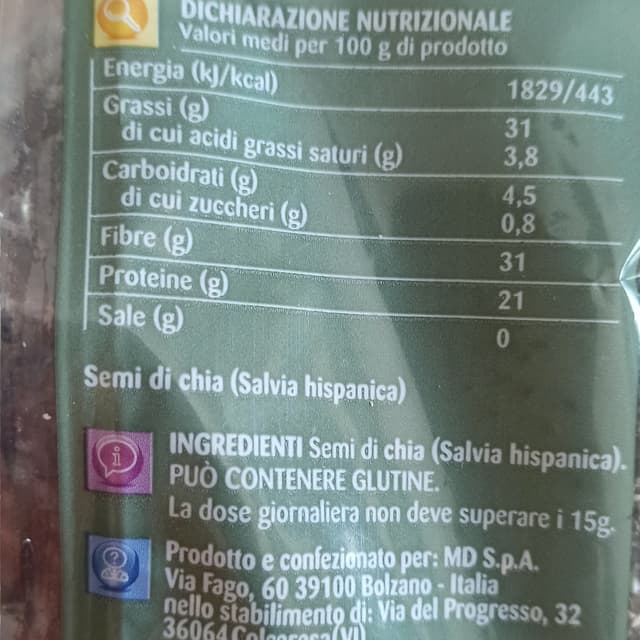 DICHIARAZIONE NUTRIZIONALE
Valori medi per 100 g di prodotto
Energia (kJ/kcal) 1829/443
Grassi (g) 31
di cui acidi grassi saturi (g) 3,8
Carboidrati (g) 4,5
di cui zuccheri (g) 0,8
Fibre (g) 31
Proteine (g) 21
Sale (g) 0
Semi di chia (Salvia hispanica)
INGREDIENTI Semi di chia (Salvia hispanica).
PUÒ CONTENERE GLUTINE.
La dose giornaliera non deve superare i 15g.
Prodotto e confezionato per: MD S.p.A.
Via Fago, 60 39100 Bolzano - Italia
nello stabilimento di: Via del Progresso, 32
36064